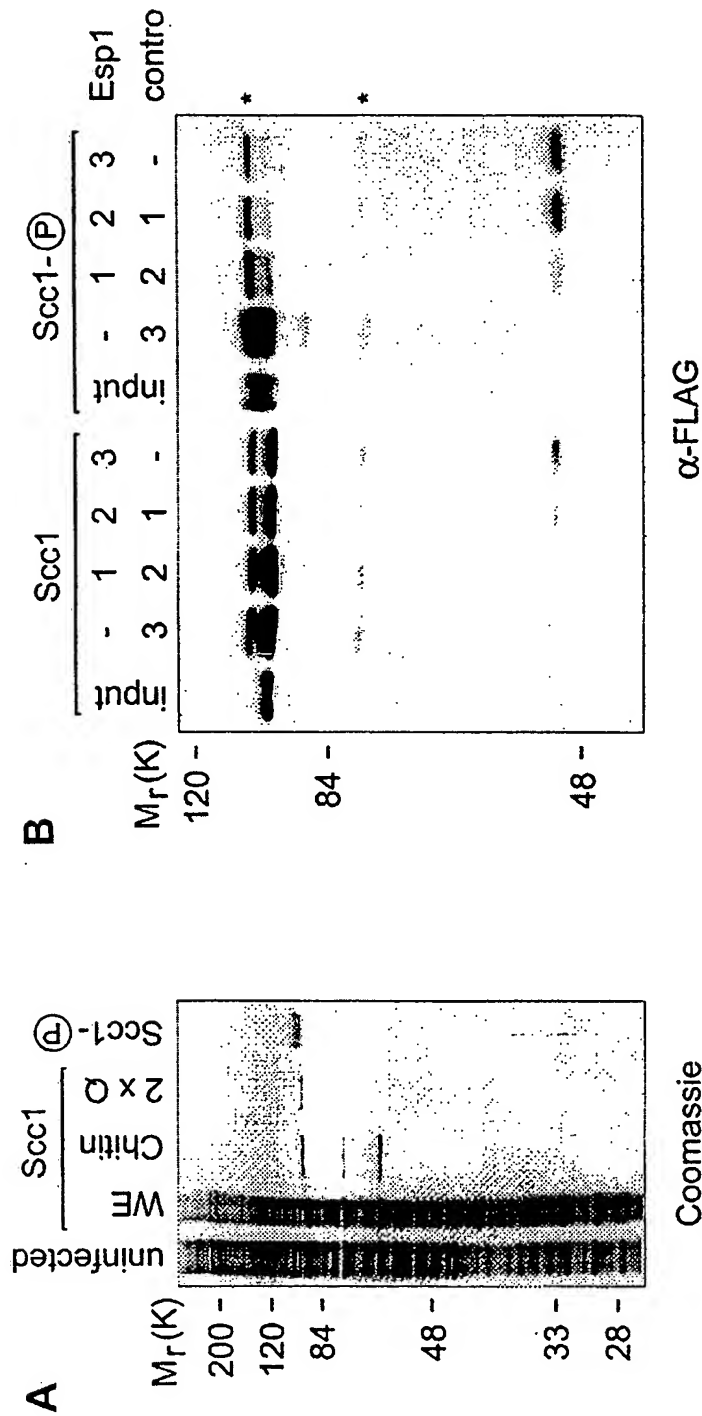 A
Scc1
uninfected WE Chitin 2 x Q Scc1-Ⓟ
Mr(K)
200 -
120 -
84 -
48 -
33 -
28 -
Coomassie
B
Scc1 Scc1-Ⓟ
input - 1 2 3 input - 1 2 3 Esp1
3 2 1 - 3 2 1 - contro
Mr(K)
120 -
84 -
48 -
*
*
α-FLAG